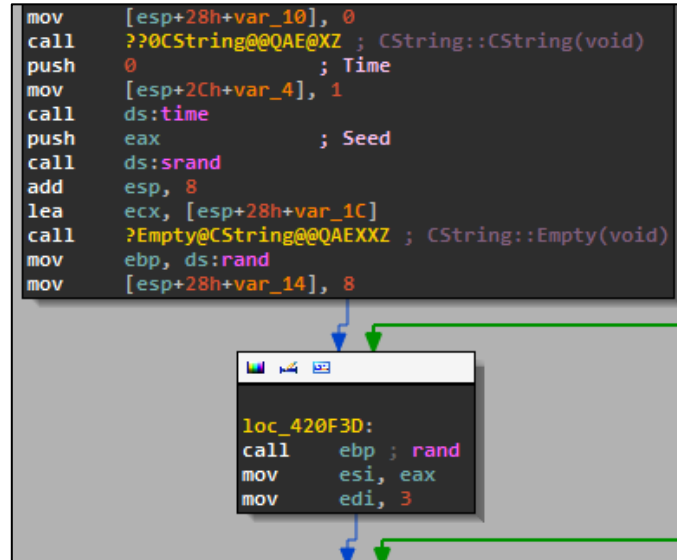 mov [esp+28h+var_10], 0
call ??0CString@@QAE@XZ ; CString::CString(void)
push 0 ; Time
mov [esp+2Ch+var_4], 1
call ds:time
push eax ; Seed
call ds:srand
add esp, 8
lea ecx, [esp+28h+var_1C]
call ?Empty@CString@@QAEXXZ ; CString::Empty(void)
mov ebp, ds:rand
mov [esp+28h+var_14], 8
loc_420F3D:
call ebp ; rand
mov esi, eax
mov edi, 3